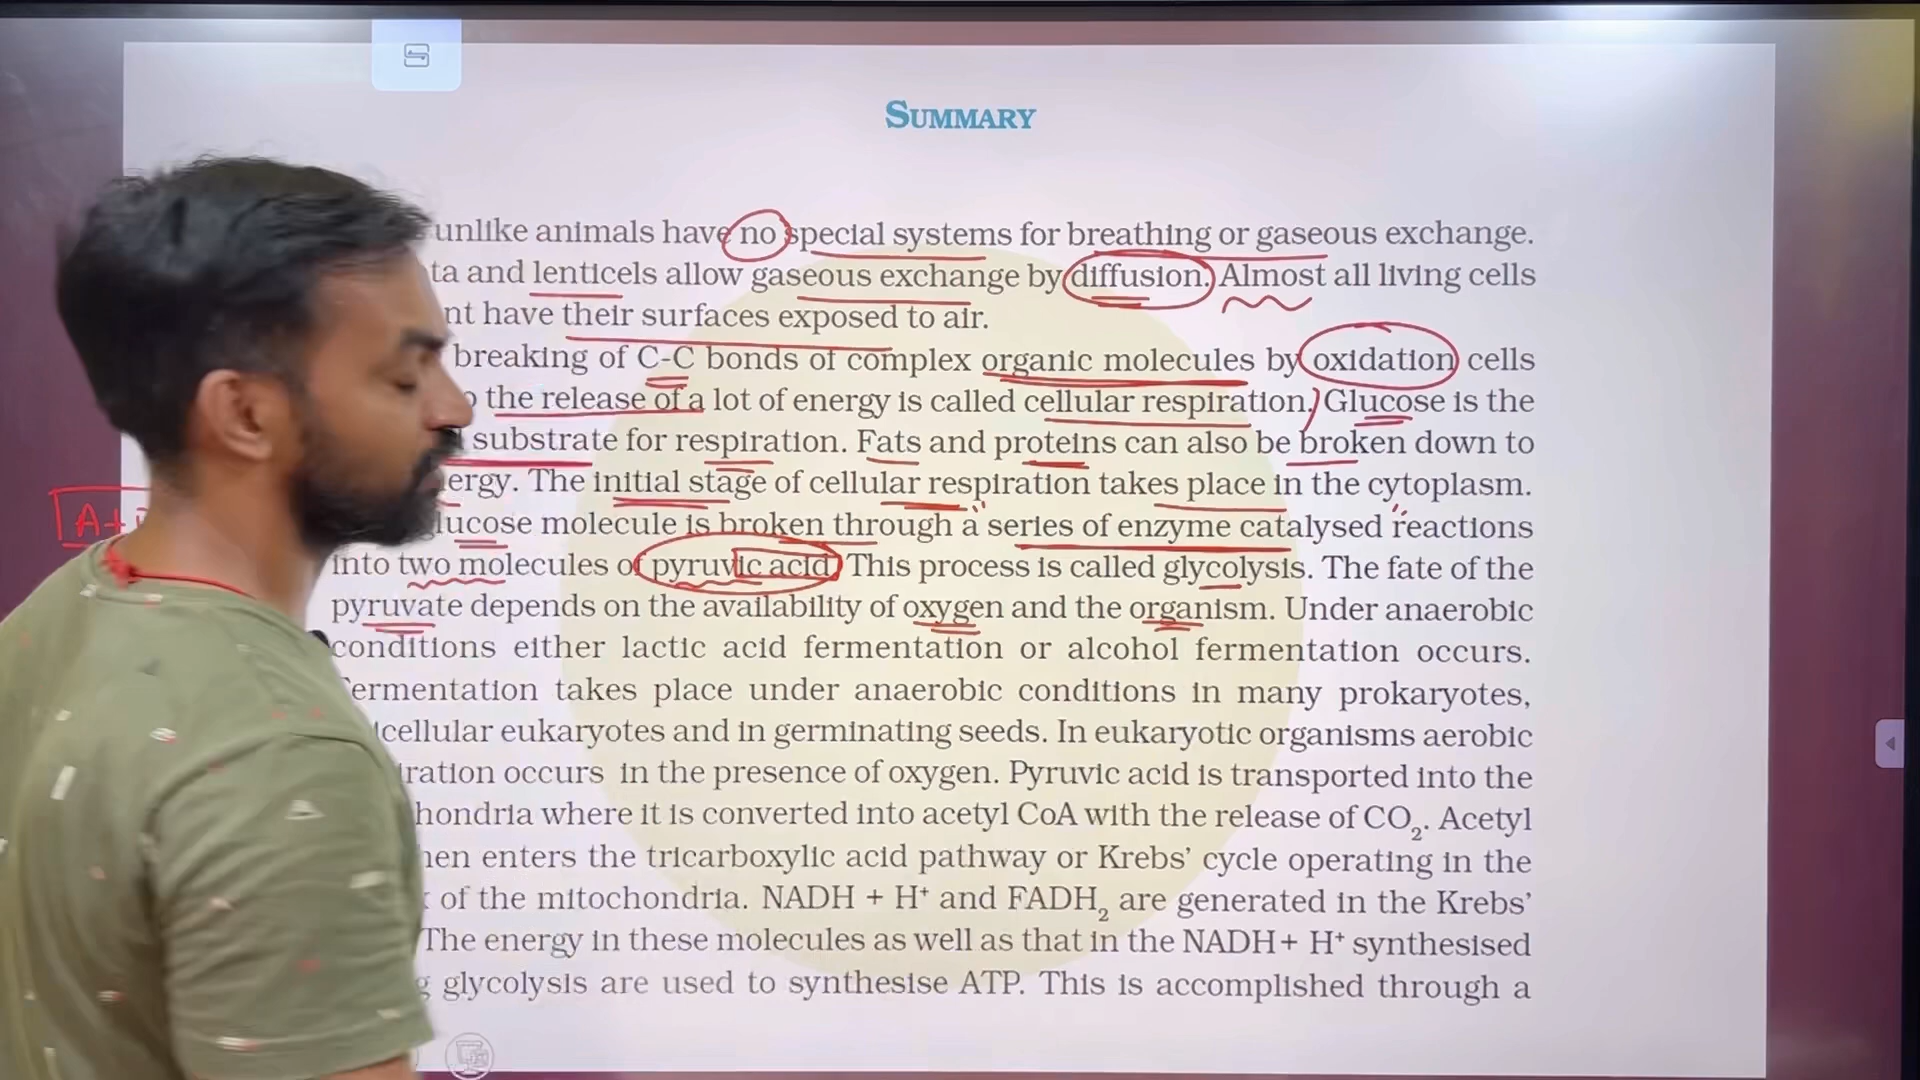 SUMMARY
unlike animals have no special systems for breathing or gaseous exchange.
and lenticels allow gaseous exchange by diffusion. Almost all living cells
have their surfaces exposed to air.
breaking of C-C bonds of complex organic molecules by oxidation cells
the release of a lot of energy is called cellular respiration. Glucose is the
substrate for respiration. Fats and proteins can also be broken down to
The initial stage of cellular respiration takes place in the cytoplasm.
molecule is broken through a series of enzyme catalysed reactions
into two molecules of pyruvic acid. This process is called glycolysis. The fate of the
pyruvate depends on the availability of oxygen and the organism. Under anaerobic
conditions either lactic acid fermentation or alcohol fermentation occurs.
ermentation takes place under anaerobic conditions in many prokaryotes,
cellular eukaryotes and in germinating seeds. In eukaryotic organisms aerobic
ration occurs in the presence of oxygen. Pyruvic acid is transported into the
hondria where it is converted into acetyl CoA with the release of CO₂. Acetyl
hen enters the tricarboxylic acid pathway or Krebs' cycle operating in the
of the mitochondria. NADH + H⁺ and FADH₂ are generated in the Krebs'
The energy in these molecules as well as that in the NADH + H⁺ synthesised
glycolysis are used to synthesise ATP. This is accomplished through a